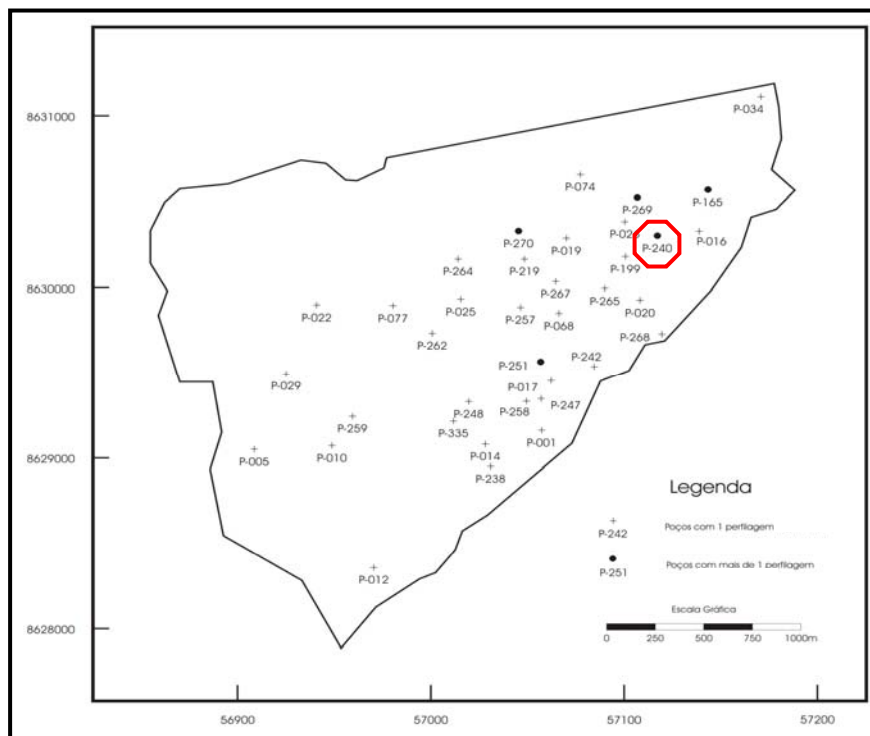 8631000
P-034
P-074
P-165
P-269
P-270
P-016
P-019
P-240
P-264
P-219
P-199
8630000
P-267
P-265
P-022
P-077
P-025
P-257
P-068
P-020
P-262
P-268
P-251
P-242
P-029
P-017
P-248
P-258
P-247
P-259
P-335
P-001
8629000
P-005
P-010
P-014
P-238
Legenda
P-242
Poços com 1 perfilagem
P-251
Poços com mais de 1 perfilagem
P-012
Escala Gráfica
0 250 500 750 1000m
8628000
56900 57000 57100 57200